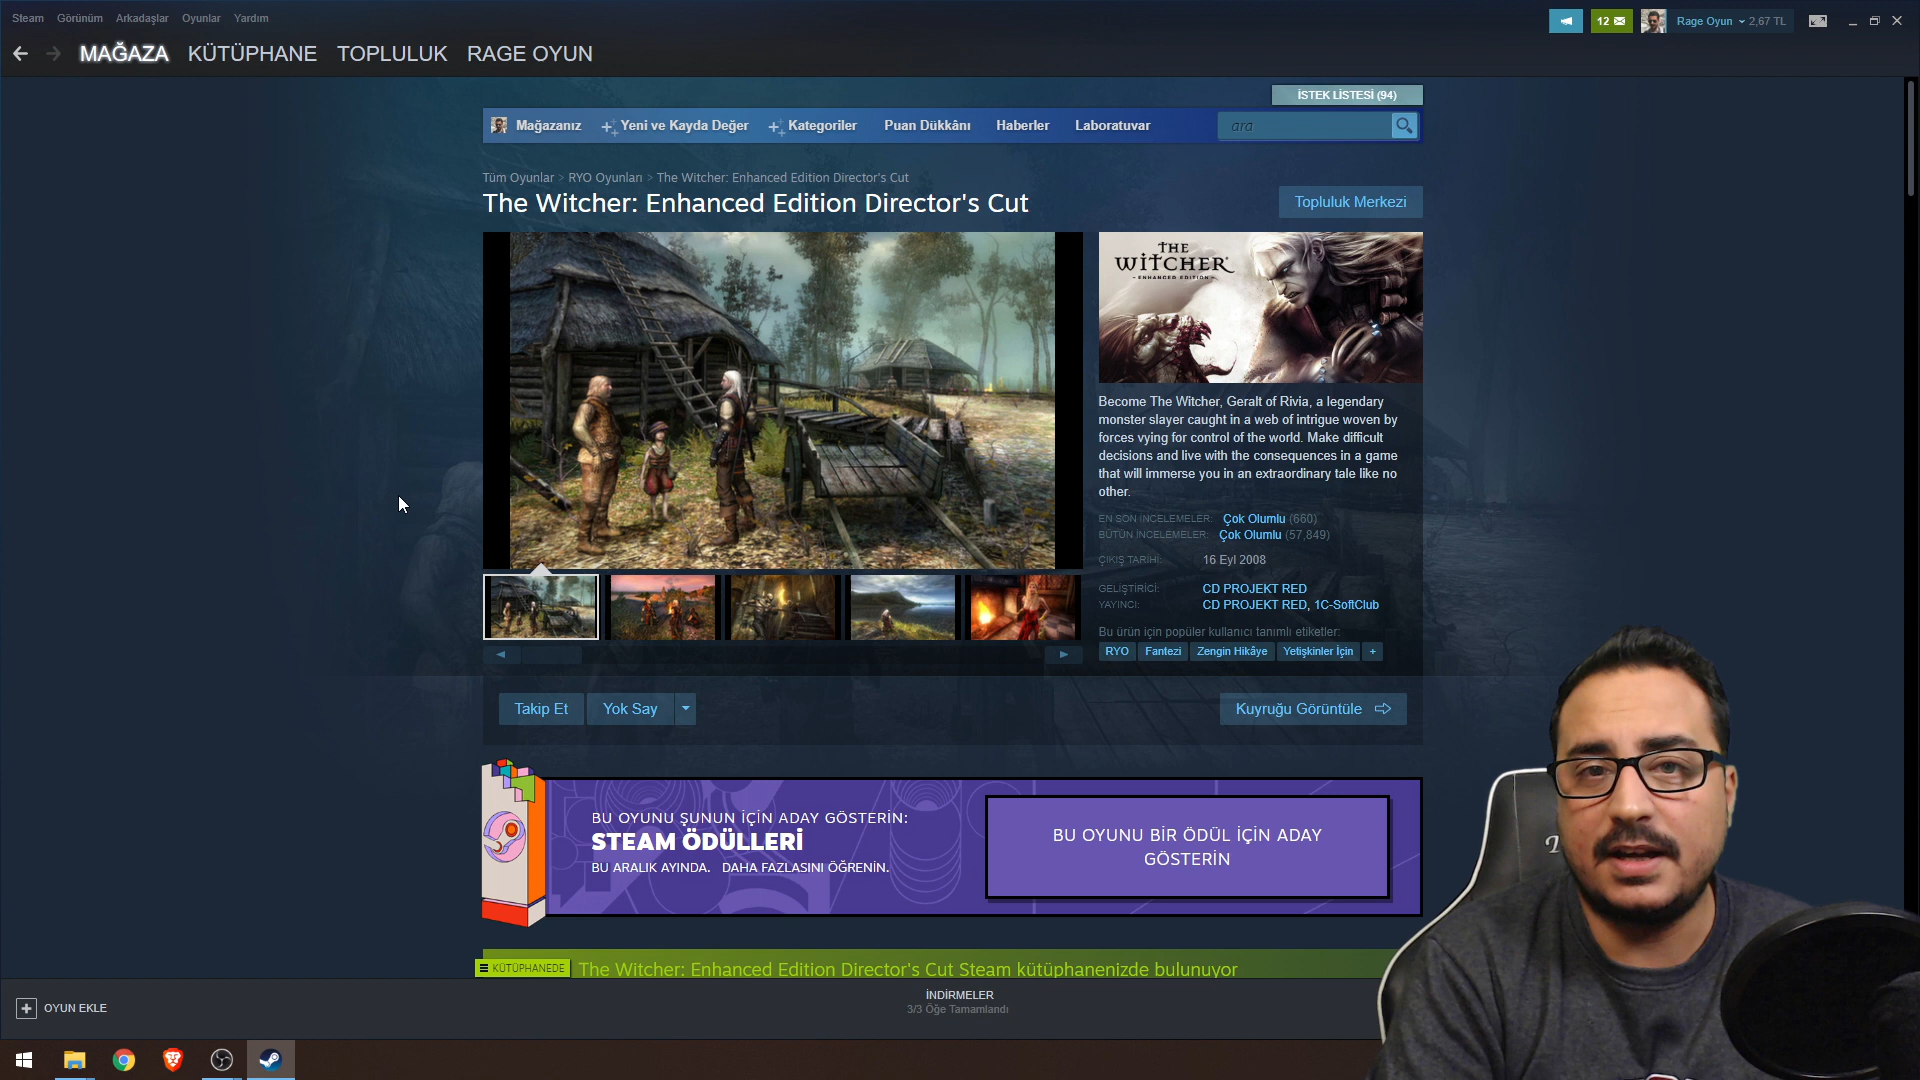 Steam Görünüm Arkadaşlar Oyunlar Yardım
12
Rage Oyun 2,67 TL
MAĞAZA KÜTÜPHANE TOPLULUK RAGE OYUN
İSTEK LİSTESİ (94)
Mağazanız Yeni ve Kayda Değer Kategoriler Puan Dükkânı Haberler Laboratuvar ara
Tüm Oyunlar > RYO Oyunları > The Witcher: Enhanced Edition Director's Cut
The Witcher: Enhanced Edition Director's Cut
Topluluk Merkezi
THE
WITCHER
- ENHANCED EDITION -
Become The Witcher, Geralt of Rivia, a legendary
monster slayer caught in a web of intrigue woven by
forces vying for control of the world. Make difficult
decisions and live with the consequences in a game
that will immerse you in an extraordinary tale like no
other.
EN SON İNCELEMELER: Çok Olumlu (660)
BÜTÜN İNCELEMELER: Çok Olumlu (57,849)
ÇIKIŞ TARİHİ: 16 Eyl 2008
GELİŞTİRİCİ: CD PROJEKT RED
YAYINCI: CD PROJEKT RED, 1C-SoftClub
Bu ürün için popüler kullanıcı tanımlı etiketler:
RYO Fantezi Zengin Hikâye Yetişkinler İçin +
Takip Et Yok Say
Kuyruğu Görüntüle
BU OYUNU ŞUNUN İÇİN ADAY GÖSTERİN:
STEAM ÖDÜLLERİ
BU ARALIK AYINDA. DAHA FAZLASINI ÖĞRENİN.
BU OYUNU BİR ÖDÜL İÇİN ADAY
GÖSTERİN
KÜTÜPHANEDE The Witcher: Enhanced Edition Director's Cut Steam kütüphanenizde bulunuyor
OYUN EKLE
İNDİRMELER
3/3 Öğe Tamamlandı